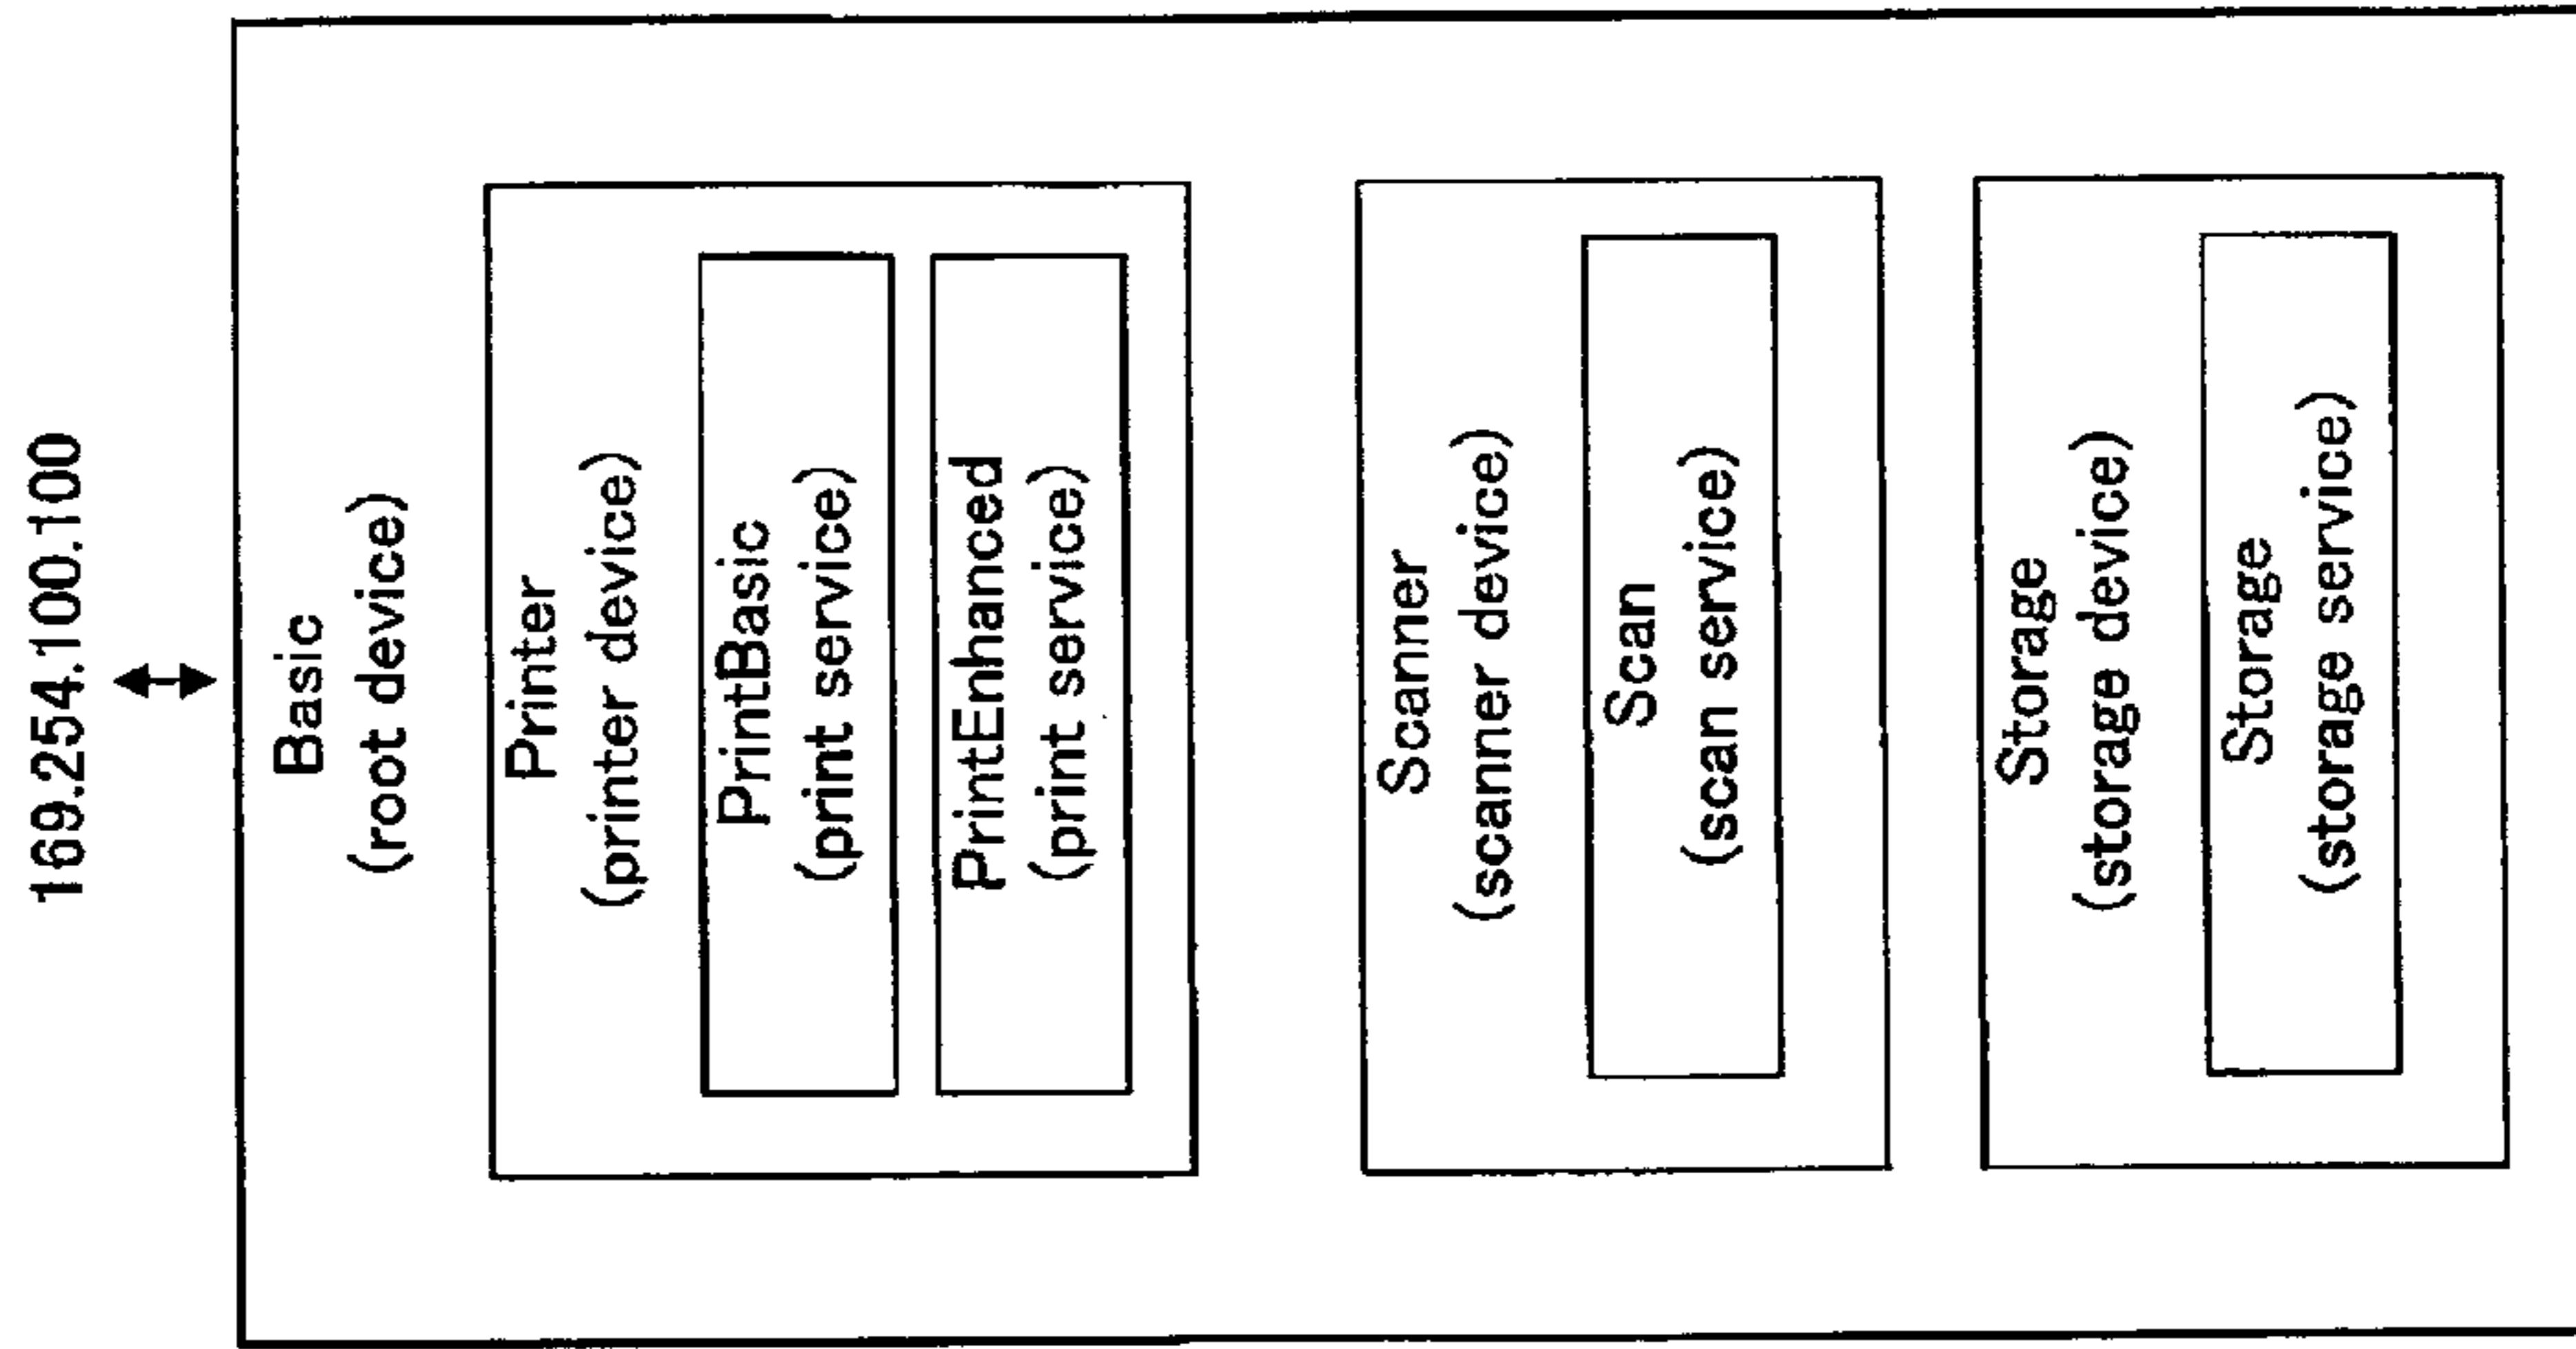 169.254.100.100
Basic
(root device)
Printer
(printer device)
PrintBasic
(print service)
PrintEnhanced
(print service)
Scanner
(scanner device)
Scan
(scan service)
Storage
(storage device)
Storage
(storage service)